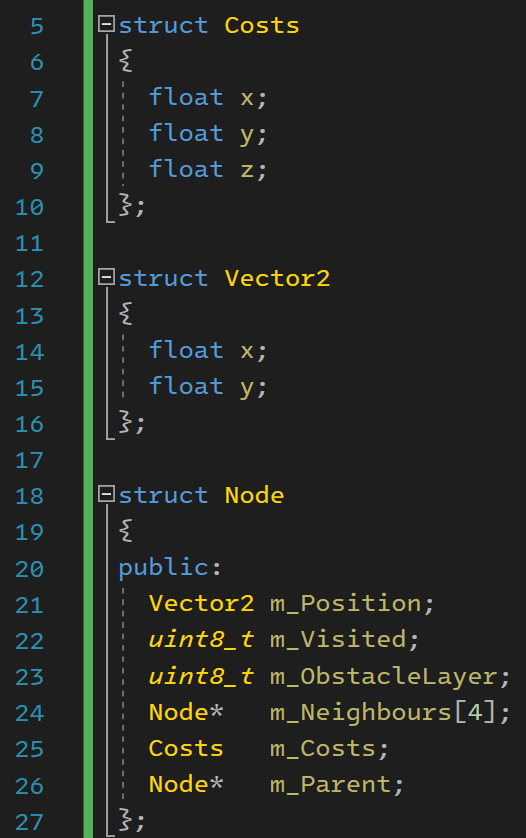 5 struct Costs
6 {
7 float x;
8 float y;
9 float z;
10 };
11
12 struct Vector2
13 {
14 float x;
15 float y;
16 };
17
18 struct Node
19 {
20 public:
21 Vector2 m_Position;
22 uint8_t m_Visited;
23 uint8_t m_ObstacleLayer;
24 Node* m_Neighbours[4];
25 Costs m_Costs;
26 Node* m_Parent;
27 };